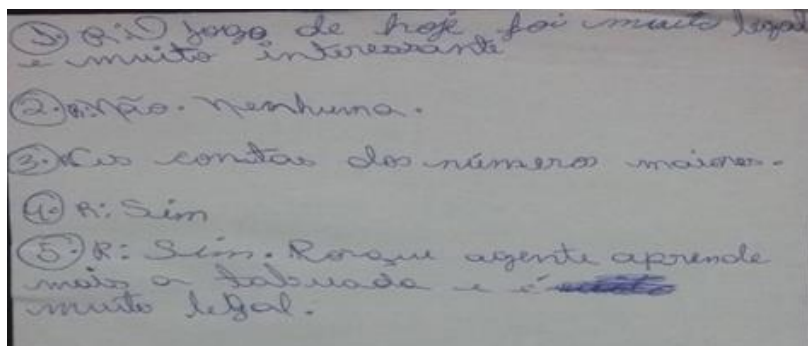 1. R: O jogo de hoje foi muito legal
e muito interessante
2. R: Não. Nenhuma.
3. R: As contas dos números maiores.
4. R: Sim
5. R: Sim. Porque agente aprende
mais a tabuada e é
muito legal.